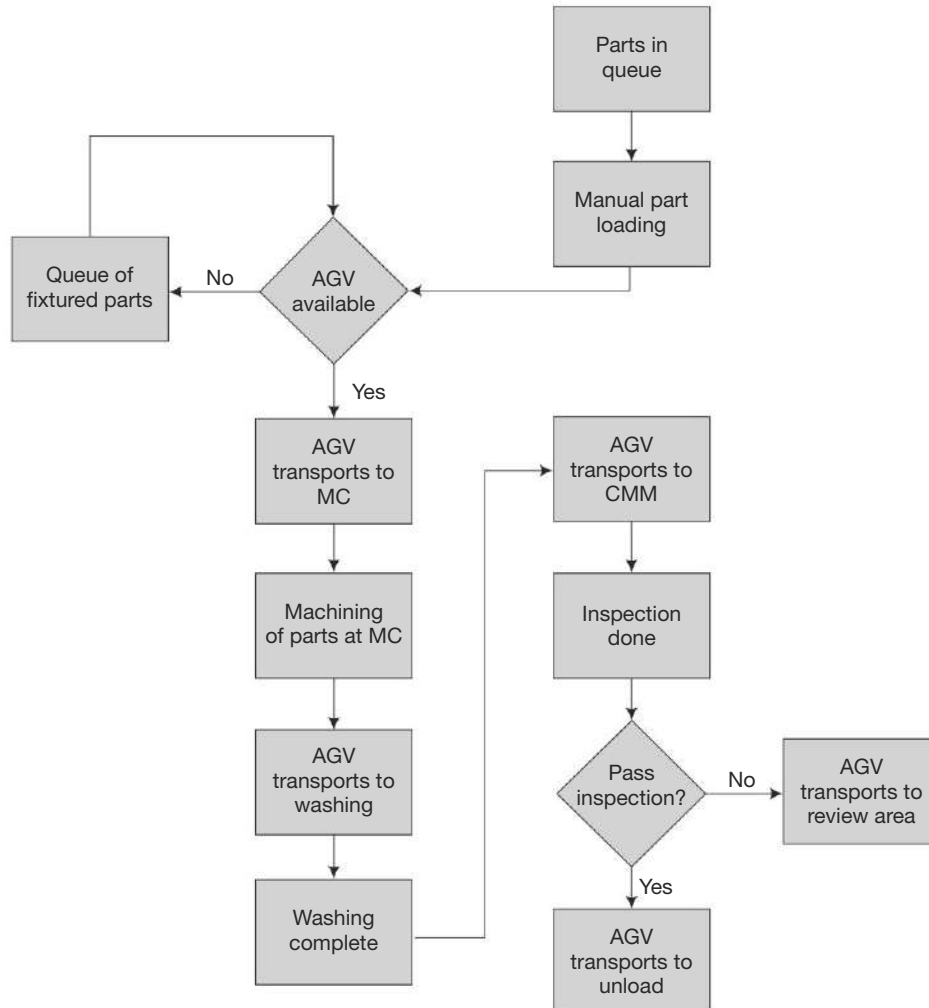 Parts in
queue
Manual part
loading
AGV
available
No
Queue of
fixtured parts
Yes
AGV
transports to
MC
Machining
of parts at MC
AGV
transports to
washing
Washing
complete
AGV
transports to
CMM
Inspection
done
Pass
inspection?
No
AGV
transports to
review area
Yes
AGV
transports to
unload